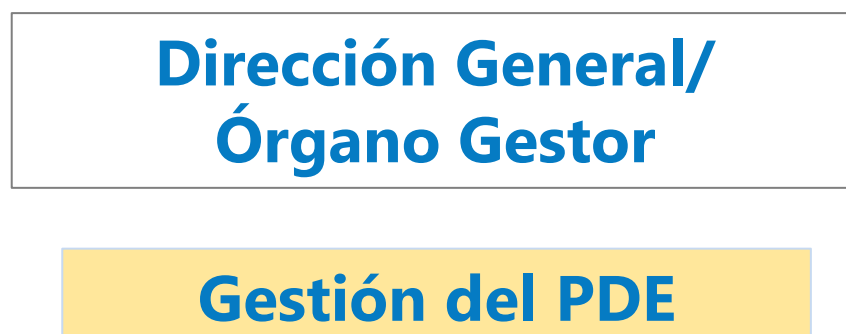 Dirección General/
Órgano Gestor
Gestión del PDE